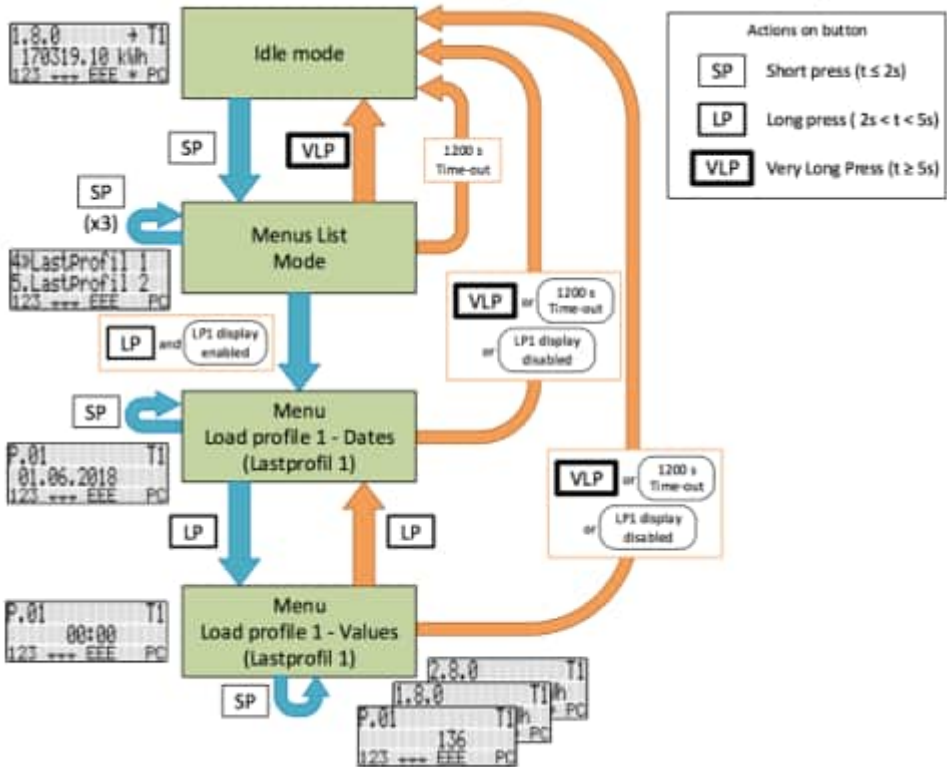 1.8.0 → T1
170319.10 kWh
123 +++ EEE * PC
Idle mode
Actions on button
SP Short press (t ≤ 2s)
LP Long press ( 2s < t < 5s)
VLP Very Long Press (t ≥ 5s)
SP
VLP
1200 s
Time-out
SP
(x3)
Menus List
Mode
4»LastProfil 1
5.LastProfil 2
123 +++ EEE PC
LP and LP1 display
enabled
VLP or 1200 s
Time-out
or LP1 display
disabled
SP
Menu
Load profile 1 - Dates
(Lastprofil 1)
P.01 T1
01.06.2018
123 +++ EEE PC
LP
LP
VLP or 1200 s
Time-out
or LP1 display
disabled
P.01 T1
00:00
123 +++ EEE PC
Menu
Load profile 1 - Values
(Lastprofil 1)
SP
2.8.0 T1
1.8.0 T1
P.01 T1
136
123 +++ EEE PC